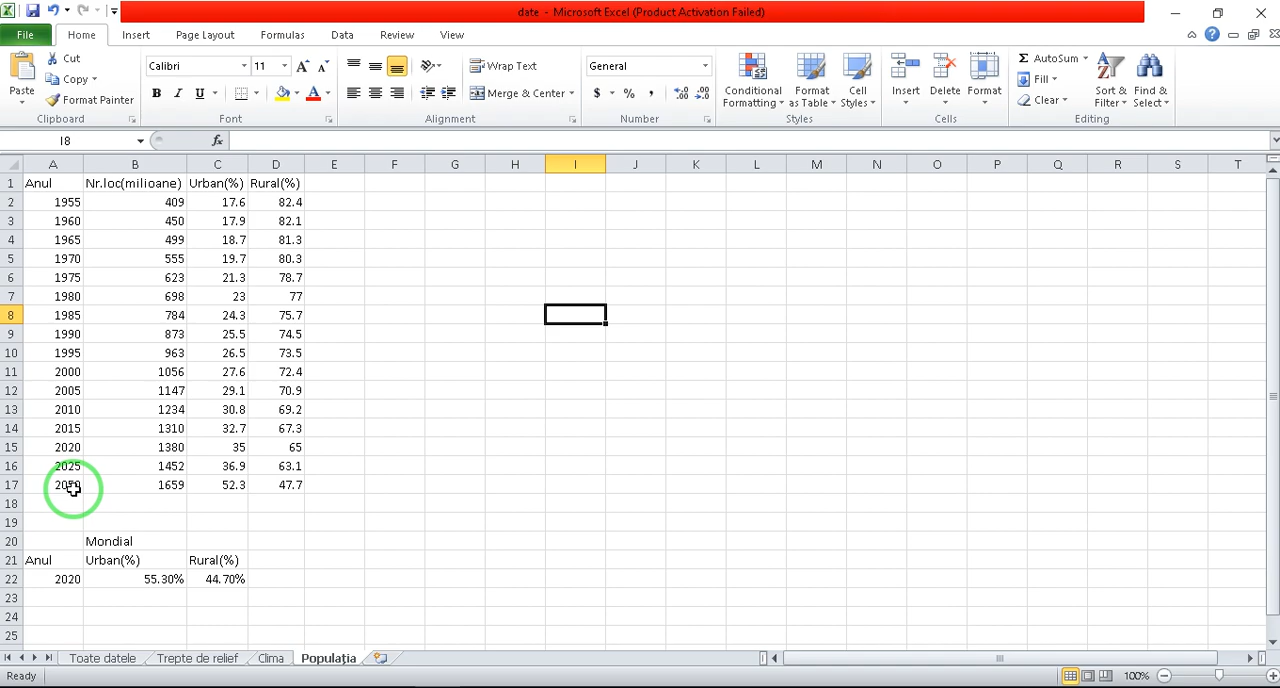 date - Microsoft Excel (Product Activation Failed)
File Home Insert Page Layout Formulas Data Review View
Paste
Cut
Copy
Format Painter
Clipboard
Calibri 11
B I U
Font
Wrap Text
Merge & Center
Alignment
General
$ % ,
Number
Conditional Formatting
Format as Table
Cell Styles
Styles
Insert Delete Format
Cells
Σ AutoSum
Fill
Clear
Sort & Filter
Find & Select
Editing
I8 fx
A B C D E F G H I J K L M N O P Q R S T
1 Anul Nr.loc(milioane) Urban(%) Rural(%)
2 1955 409 17.6 82.4
3 1960 450 17.9 82.1
4 1965 499 18.7 81.3
5 1970 555 19.7 80.3
6 1975 623 21.3 78.7
7 1980 698 23 77
8 1985 784 24.3 75.7
9 1990 873 25.5 74.5
10 1995 963 26.5 73.5
11 2000 1056 27.6 72.4
12 2005 1147 29.1 70.9
13 2010 1234 30.8 69.2
14 2015 1310 32.7 67.3
15 2020 1380 35 65
16 2025 1452 36.9 63.1
17 2050 1659 52.3 47.7
18
19
20 Mondial
21 Anul Urban(%) Rural(%)
22 2020 55.30% 44.70%
23
24
25
Toate datele Trepte de relief Clima Populația
Ready 100%